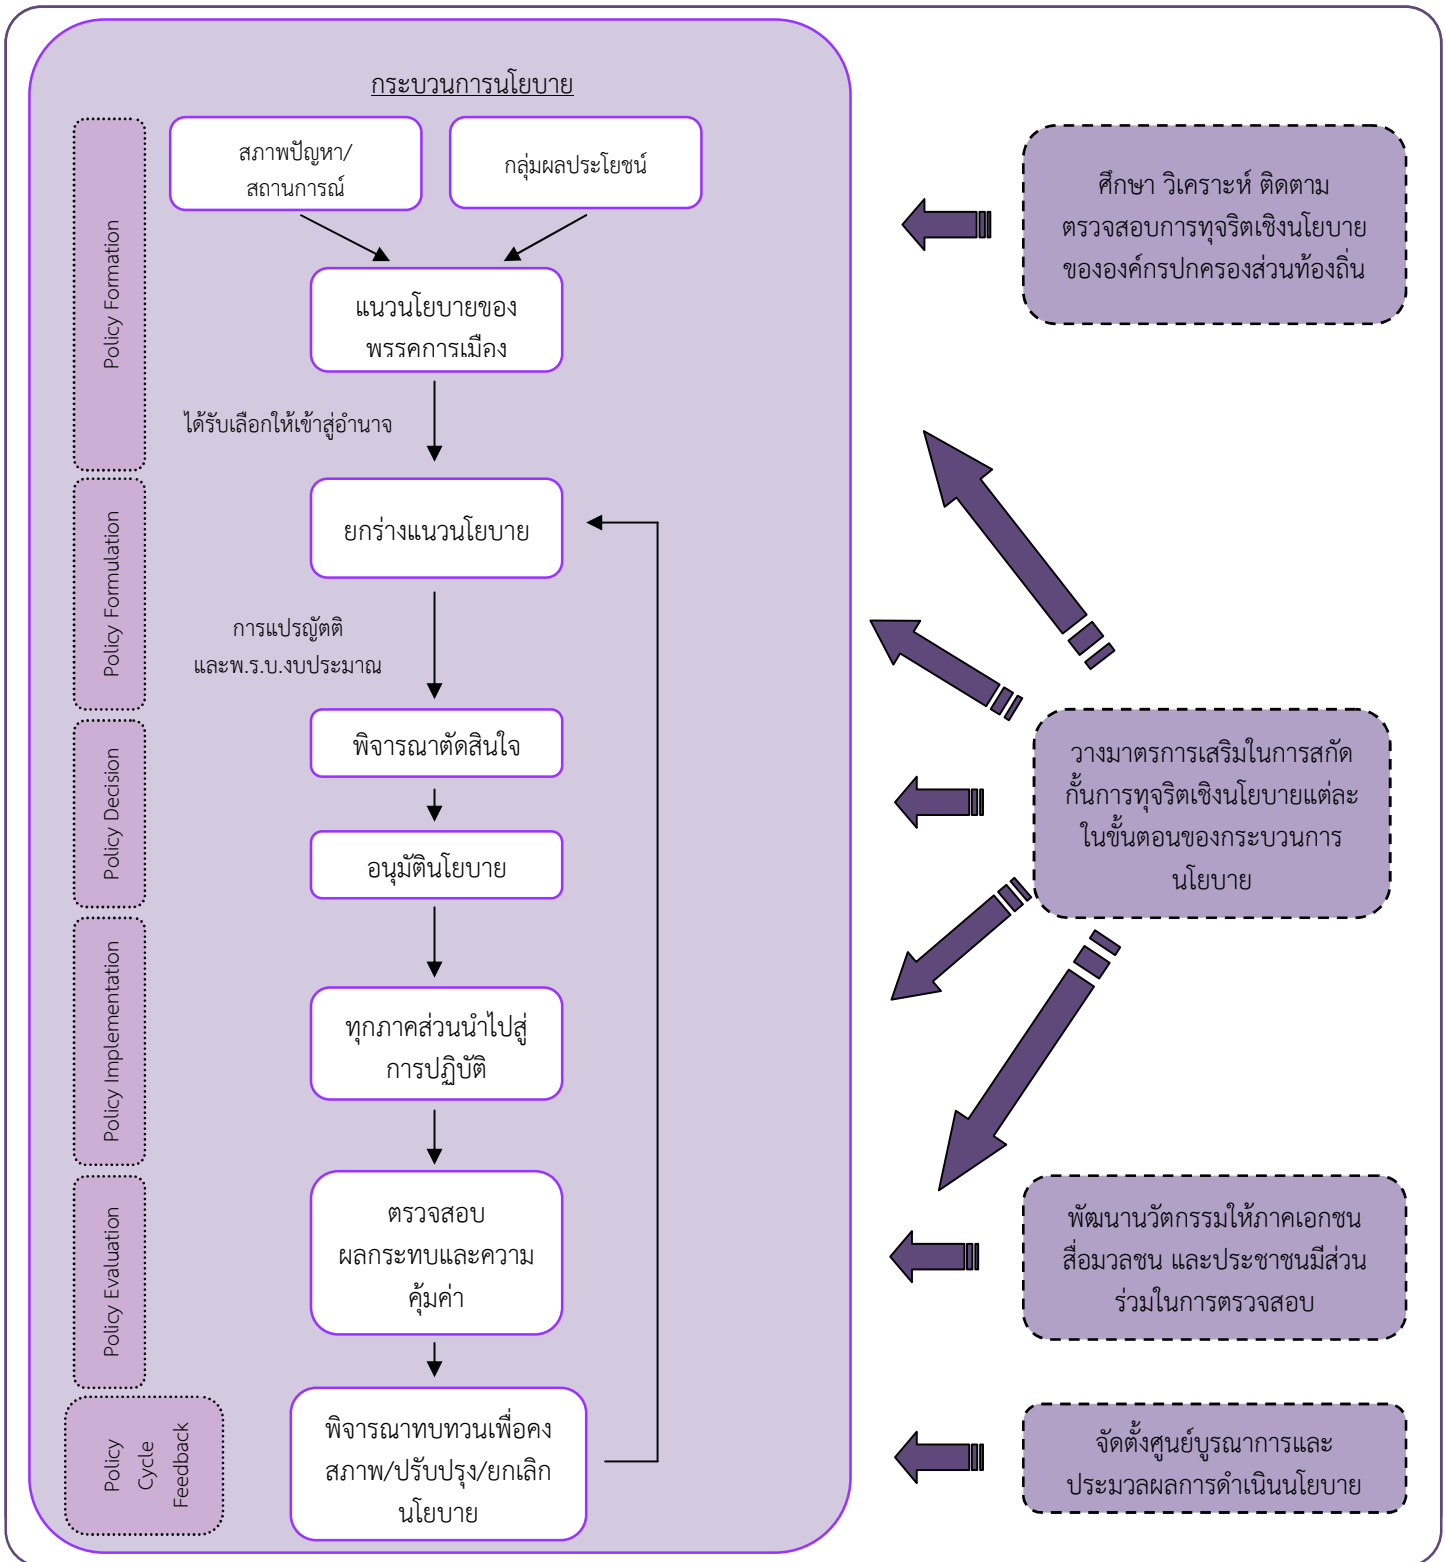 กระบวนการนโยบาย
สภาพปัญหา/
สถานการณ์
กลุ่มผลประโยชน์
Policy Formation
แนวนโยบายของ
พรรคการเมือง
ได้รับเลือกให้เข้าสู่อำนาจ
Policy Formulation
ยกร่างแนวนโยบาย
การแปรญัตติ
และพ.ร.บ.งบประมาณ
Policy Decision
พิจารณาตัดสินใจ
อนุมัตินโยบาย
Policy Implementation
ทุกภาคส่วนนำไปสู่
การปฏิบัติ
Policy Evaluation
ตรวจสอบ
ผลกระทบและความ
คุ้มค่า
Policy
Cycle
Feedback
พิจารณาทบทวนเพื่อคง
สภาพ/ปรับปรุง/ยกเลิก
นโยบาย
ศึกษา วิเคราะห์ ติดตาม
ตรวจสอบการทุจริตเชิงนโยบาย
ขององค์กรปกครองส่วนท้องถิ่น
วางมาตรการเสริมในการสกัด
กั้นการทุจริตเชิงนโยบายแต่ละ
ในขั้นตอนของกระบวนการ
นโยบาย
พัฒนานวัตกรรมให้ภาคเอกชน
สื่อมวลชน และประชาชนมีส่วน
ร่วมในการตรวจสอบ
จัดตั้งศูนย์บูรณาการและ
ประมวลผลการดำเนินนโยบาย